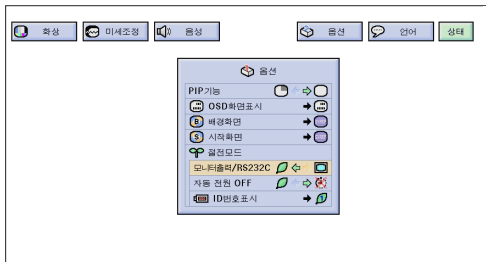 화상
미세조정
음성
옵션
언어
상태
옵션
PIP기능
OSD화면표시
B 배경화면
S 시작화면
절전모드
모니터출력/RS232C
자동 전원 OFF
ID번호표시